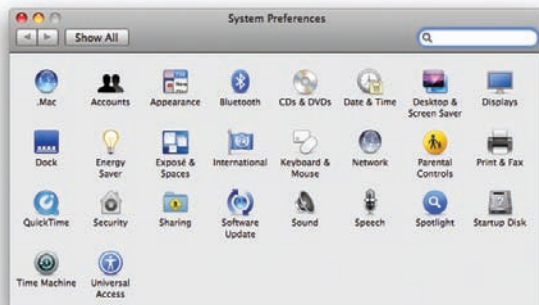 System Preferences
Show All
.Mac
Accounts
Appearance
Bluetooth
CDs & DVDs
Date & Time
Desktop &
Screen Saver
Displays
Dock
Energy
Saver
Exposé &
Spaces
International
Keyboard &
Mouse
Network
Parental
Controls
Print & Fax
QuickTime
Security
Sharing
Software
Update
Sound
Speech
Spotlight
Startup Disk
Time Machine
Universal
Access